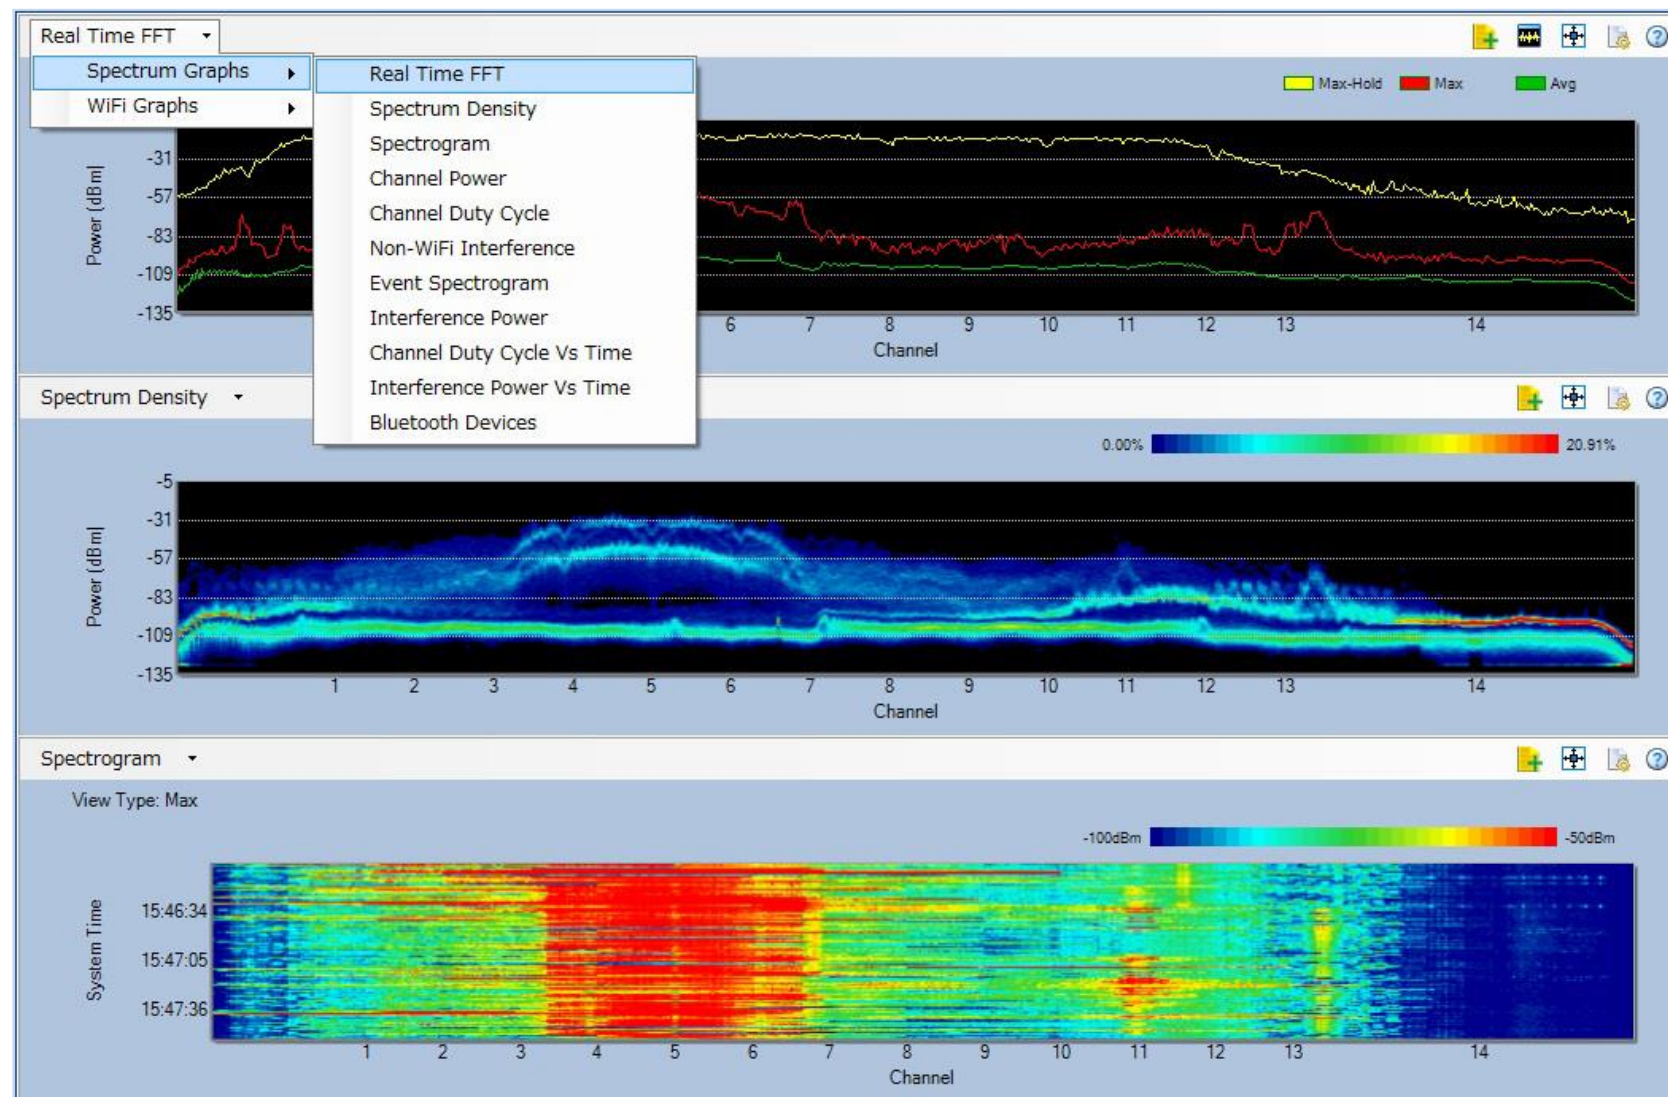 Real Time FFT
Spectrum Graphs
WiFi Graphs
Real Time FFT
Spectrum Density
Spectrogram
Channel Power
Channel Duty Cycle
Non-WiFi Interference
Event Spectrogram
Interference Power
Channel Duty Cycle Vs Time
Interference Power Vs Time
Bluetooth Devices
Max-Hold Max Avg
Power [dBm]
-31
-57
-83
-109
-135
6 7 8 9 10 11 12 13 14
Channel
Spectrum Density
0.00% 20.91%
Power [dBm]
-5
-31
-57
-83
-109
-135
1 2 3 4 5 6 7 8 9 10 11 12 13 14
Channel
Spectrogram
View Type: Max
-100dBm -50dBm
System Time
15:46:34
15:47:05
15:47:36
1 2 3 4 5 6 7 8 9 10 11 12 13 14
Channel